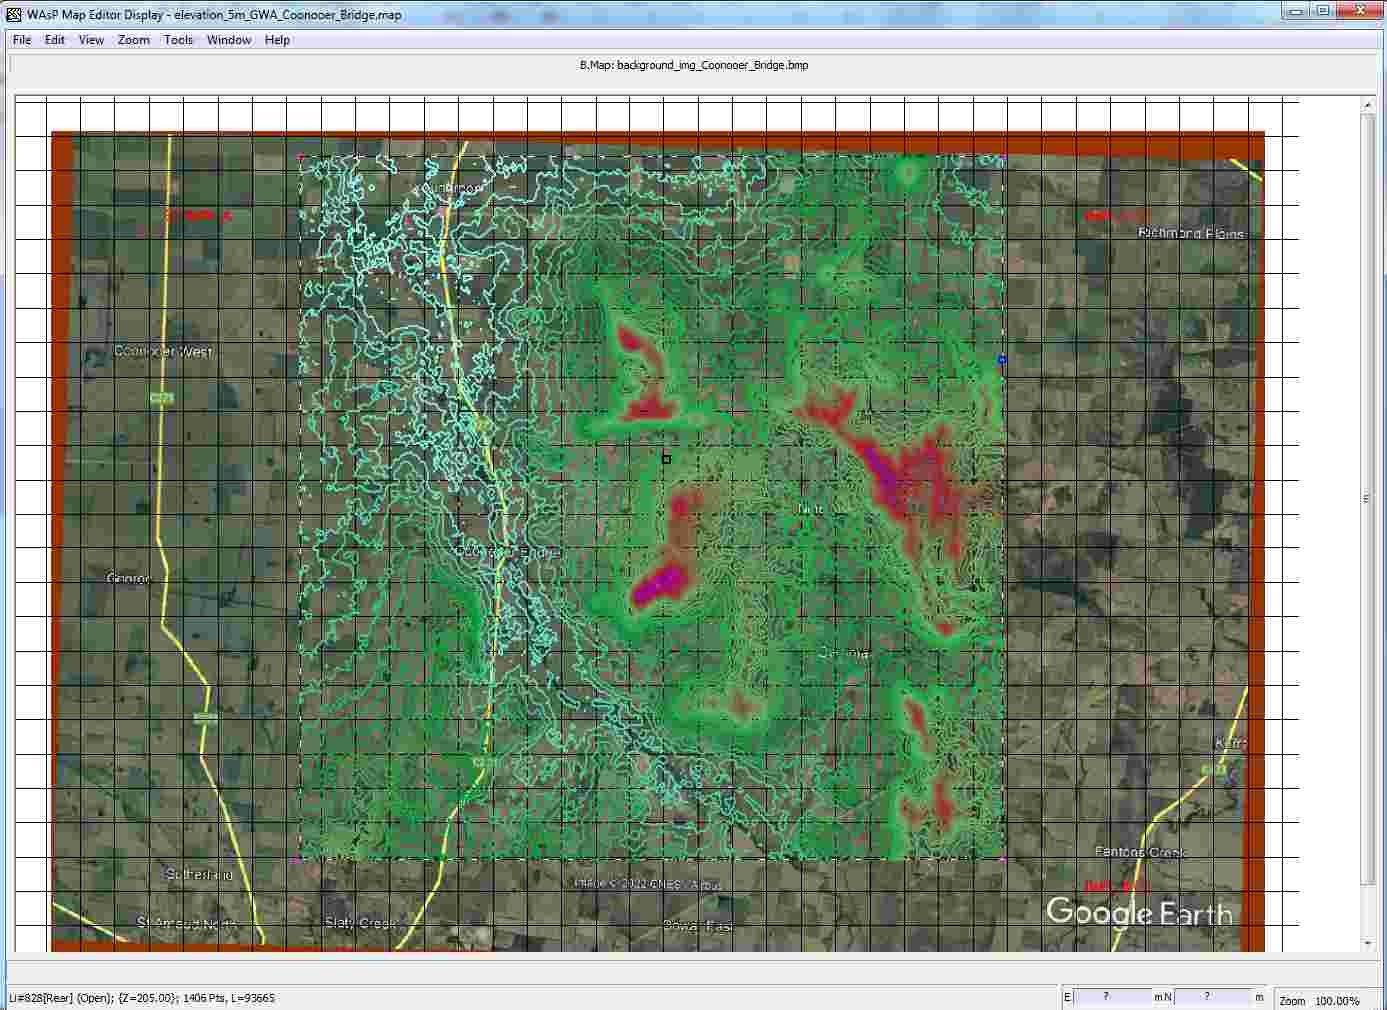 WAsP Map Editor Display - elevation_5m_GWA_Coonooer_Bridge.map
File Edit View Zoom Tools Window Help
B.Map: background_img_Coonooer_Bridge.bmp
Richmond Plains
Coonooer West
C271
Gooroc
Sutherland
Fentons Creek
Image © 2022 CNES / Airbus
St Arnaud North
Slaty Creek
Google Earth
Li#828[Rear] (Open); {Z=205.00}; 1406 Pts, L=93665
E ? m N ? m
Zoom 100.00%